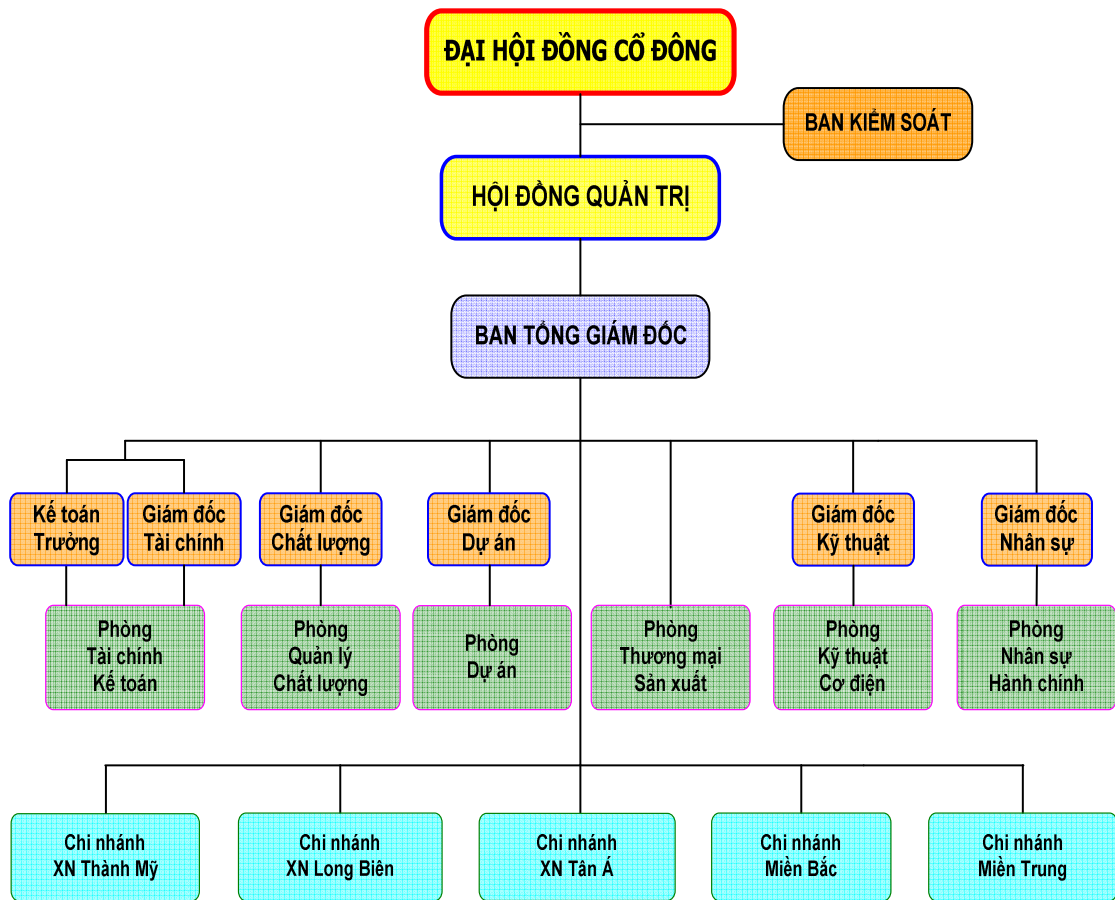 ĐẠI HỘI ĐỒNG CỔ ĐÔNG
BAN KIỂM SOÁT
HỘI ĐỒNG QUẢN TRỊ
BAN TỔNG GIÁM ĐỐC
Kế toán
Trưởng
Giám đốc
Tài chính
Giám đốc
Chất lượng
Giám đốc
Dự án
Giám đốc
Kỹ thuật
Giám đốc
Nhân sự
Phòng
Tài chính
Kế toán
Phòng
Quản lý
Chất lượng
Phòng
Dự án
Phòng
Thương mại
Sản xuất
Phòng
Kỹ thuật
Cơ điện
Phòng
Nhân sự
Hành chính
Chi nhánh
XN Thành Mỹ
Chi nhánh
XN Long Biên
Chi nhánh
XN Tân Á
Chi nhánh
Miền Bắc
Chi nhánh
Miền Trung